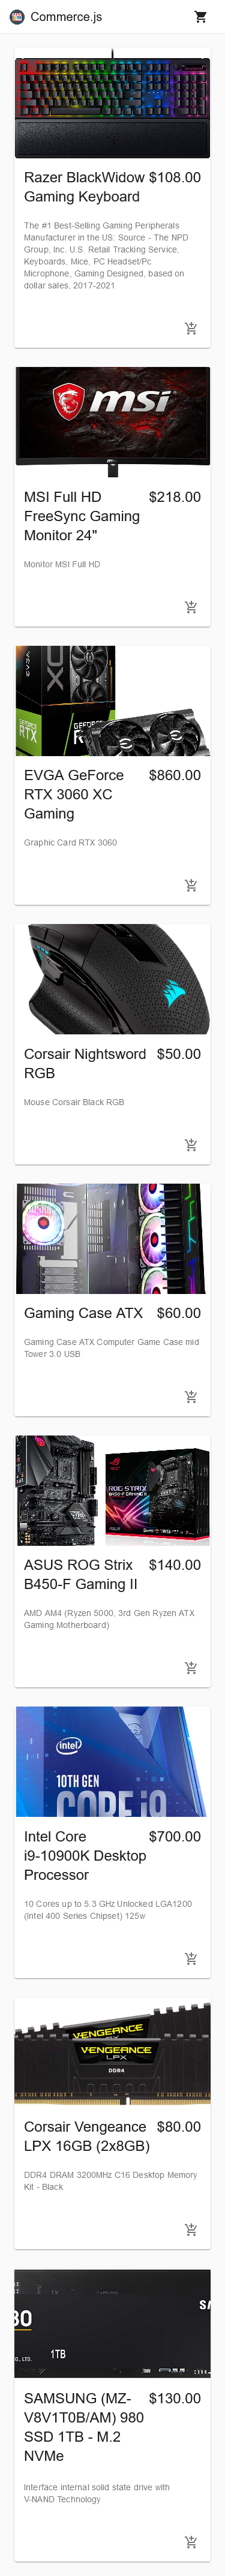 Commerce.js
Razer BlackWidow $108.00
Gaming Keyboard
The #1 Best-Selling Gaming Peripherals
Manufacturer in the US: Source - The NPD
Group, Inc. U.S. Retail Tracking Service,
Keyboards, Mice, PC Headset/Pc
Microphone, Gaming Designed, based on
dollar sales, 2017-2021
msi
MSI Full HD $218.00
FreeSync Gaming
Monitor 24"
Monitor MSI Full HD
EVGA
XC
GEFORCE
RTX
EVGA GeForce $860.00
RTX 3060 XC
Gaming
Graphic Card RTX 3060
Corsair Nightsword $50.00
RGB
Mouse Corsair Black RGB
Gaming Case ATX $60.00
Gaming Case ATX Computer Game Case mid
Tower 3.0 USB
ROG STRIX
B450-F GAMING II
ASUS ROG Strix $140.00
B450-F Gaming II
AMD AM4 (Ryzen 5000, 3rd Gen Ryzen ATX
Gaming Motherboard)
intel
10TH GEN
CORE i9
Intel Core $700.00
i9-10900K Desktop
Processor
10 Cores up to 5.3 GHz Unlocked LGA1200
(Intel 400 Series Chipset) 125w
VENGEANCE
VENGEANCE
LPX
DDR4
Corsair Vengeance $80.00
LPX 16GB (2x8GB)
DDR4 DRAM 3200MHz C16 Desktop Memory
Kit - Black
80
1TB
SAMSUNG (MZ- $130.00
V8V1T0B/AM) 980
SSD 1TB - M.2
NVMe
Interface internal solid state drive with
V-NAND Technology